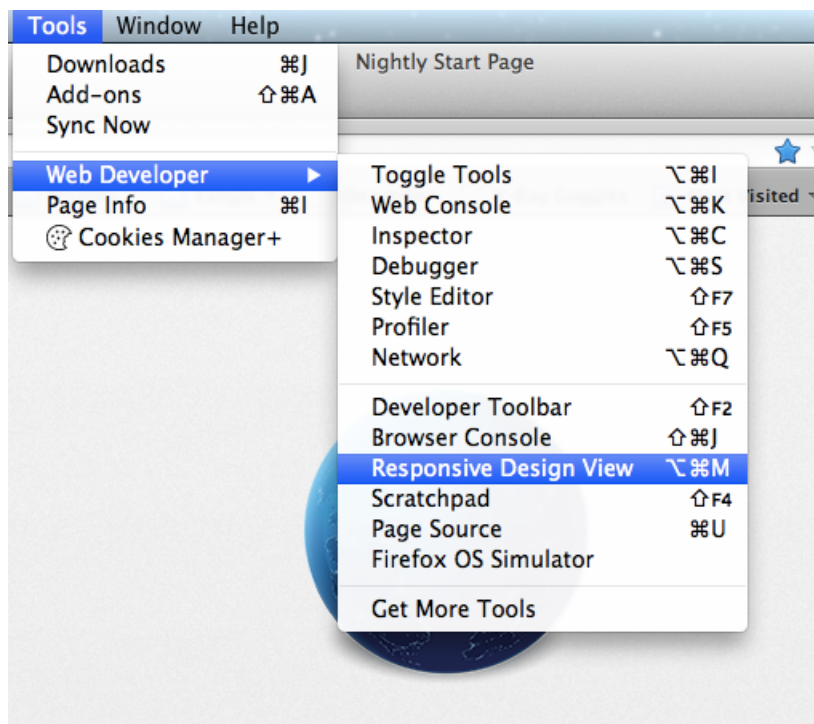 Tools Window Help
Downloads ⌘J
Nightly Start Page
Add-ons ⇧⌘A
Sync Now
Web Developer ▶
Page Info ⌘I
Cookies Manager+
isited
Toggle Tools ⌥⌘I
Web Console ⌥⌘K
Inspector ⌥⌘C
Debugger ⌥⌘S
Style Editor ⇧F7
Profiler ⇧F5
Network ⌥⌘Q
Developer Toolbar ⇧F2
Browser Console ⇧⌘J
Responsive Design View ⌥⌘M
Scratchpad ⇧F4
Page Source ⌘U
Firefox OS Simulator
Get More Tools